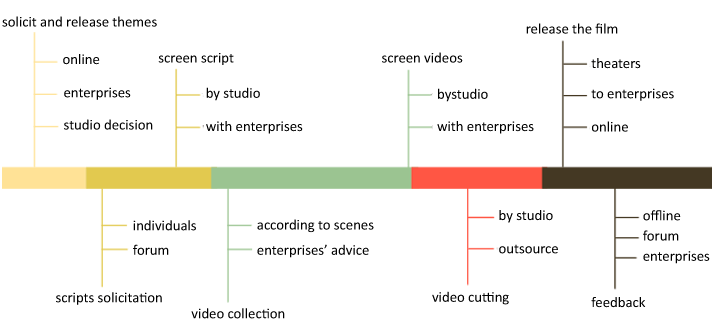 solicit and release themes
online
enterprises
studio decision
screen script
by studio
with enterprises
screen videos
bystudio
with enterprises
release the film
theaters
to enterprises
online
individuals
forum
scripts solicitation
according to scenes
enterprises' advice
video collection
by studio
outsource
video cutting
offline
forum
enterprises
feedback